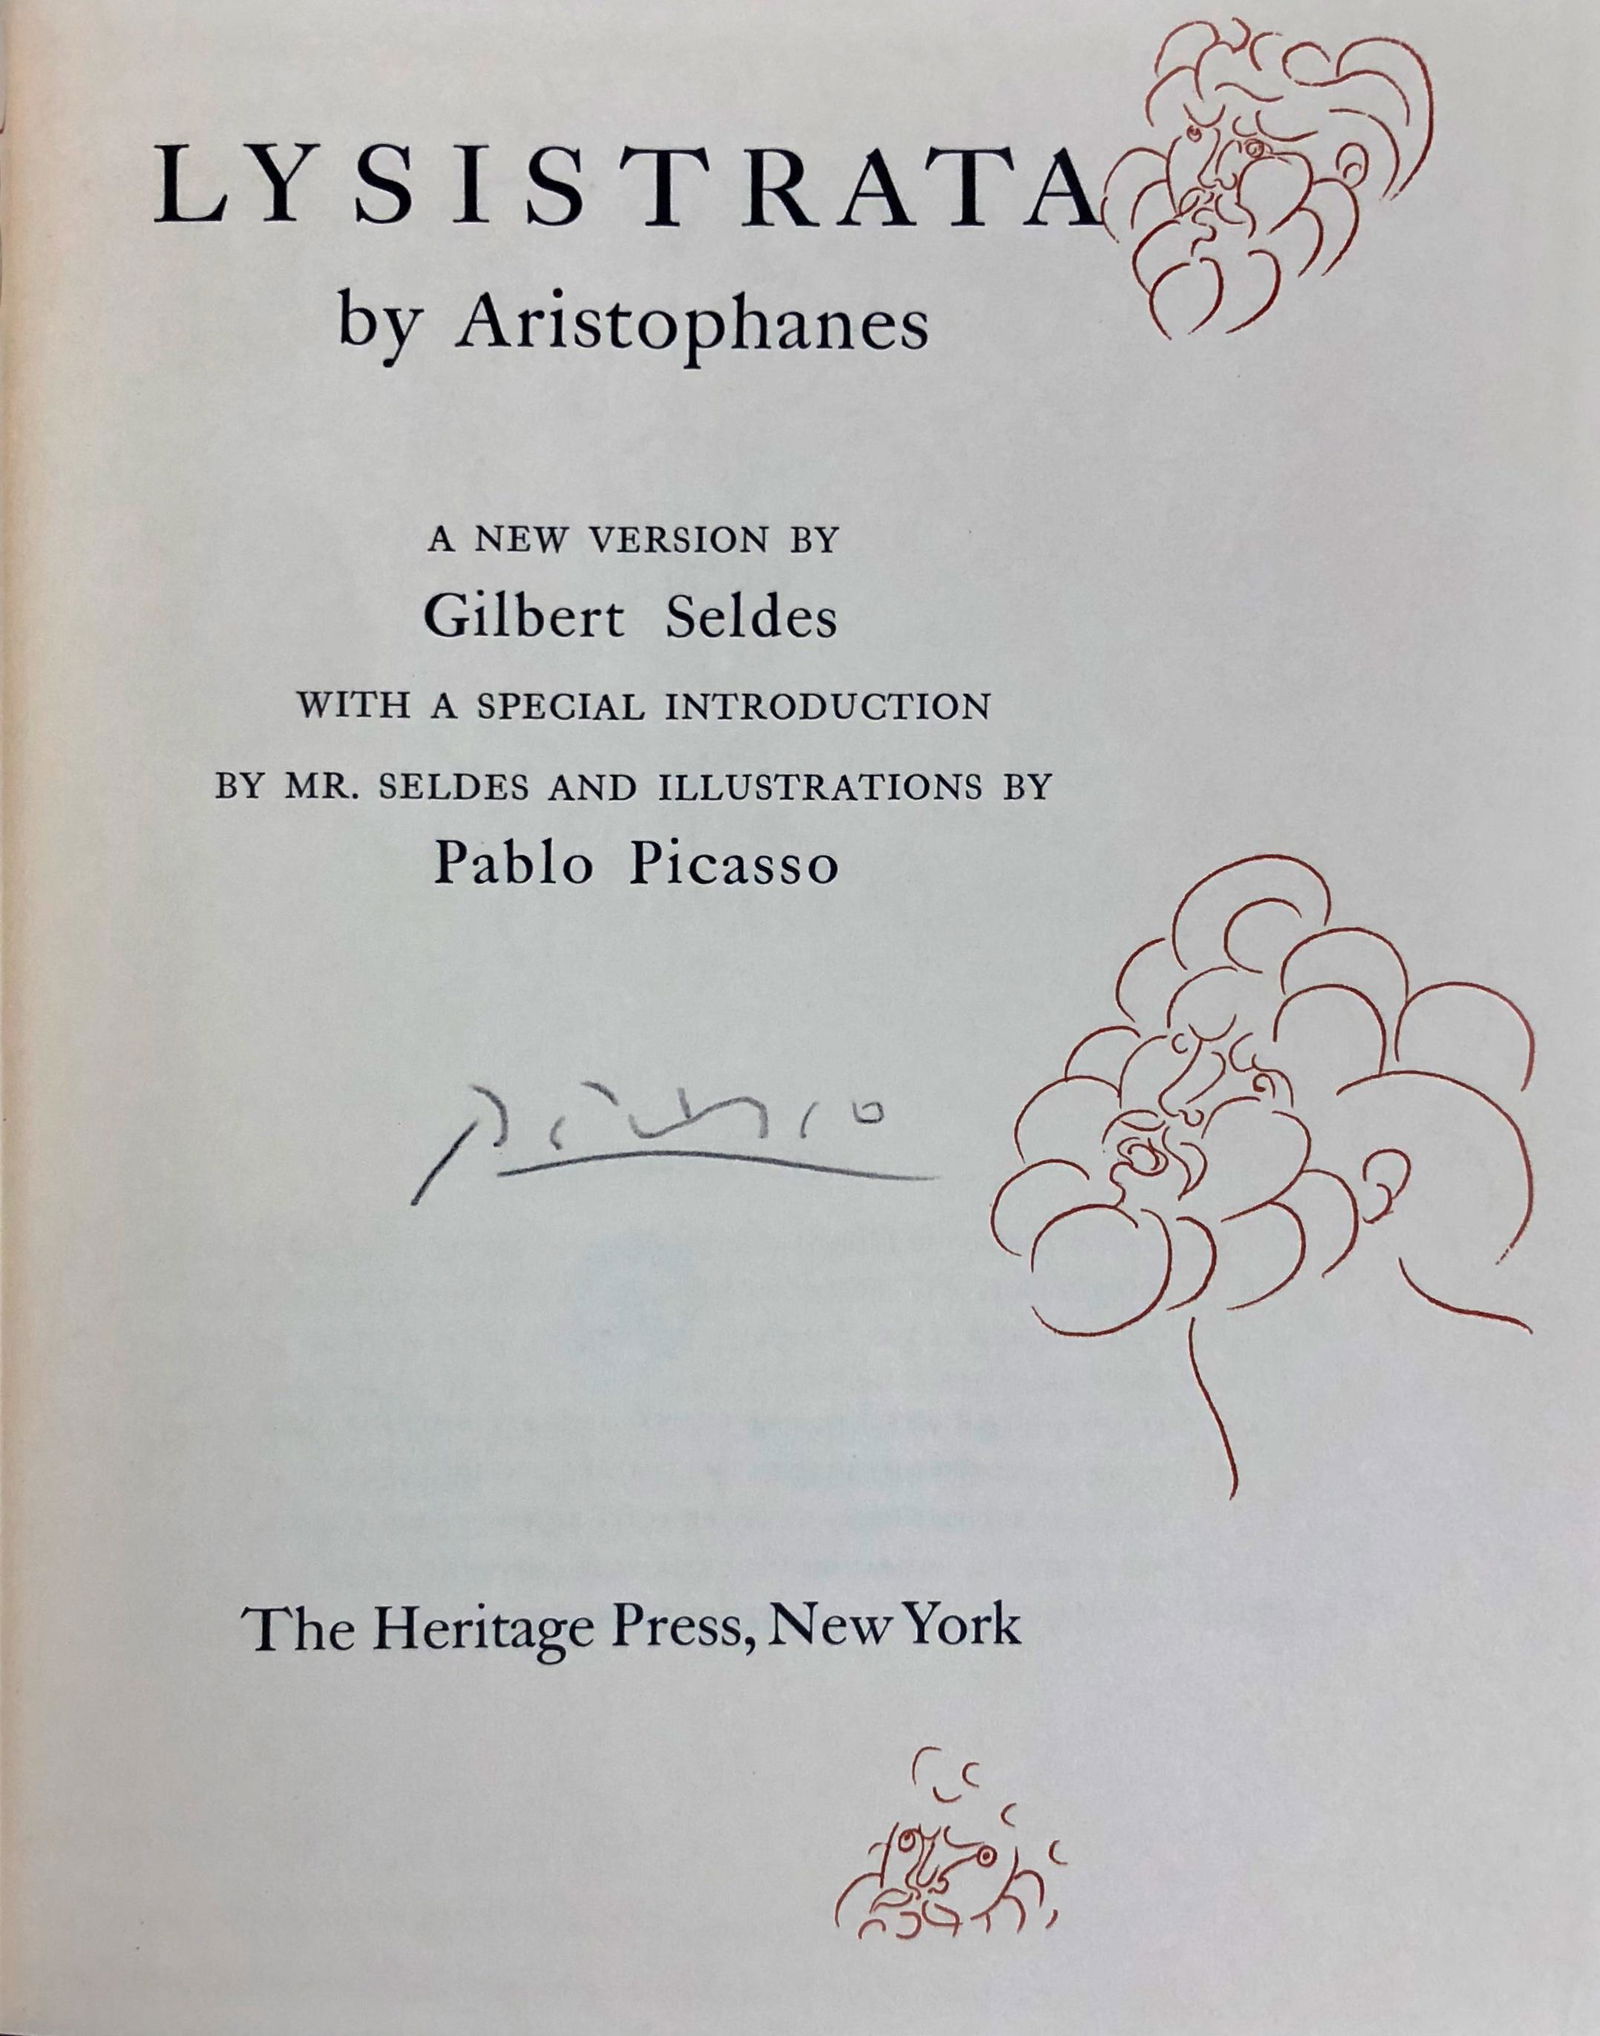 LYSISTRATA
by Aristophanes
A NEW VERSION BY
Gilbert Seldes
WITH A SPECIAL INTRODUCTION
BY MR. SELDES AND ILLUSTRATIONS BY
Pablo Picasso
Picasso
The Heritage Press, New York